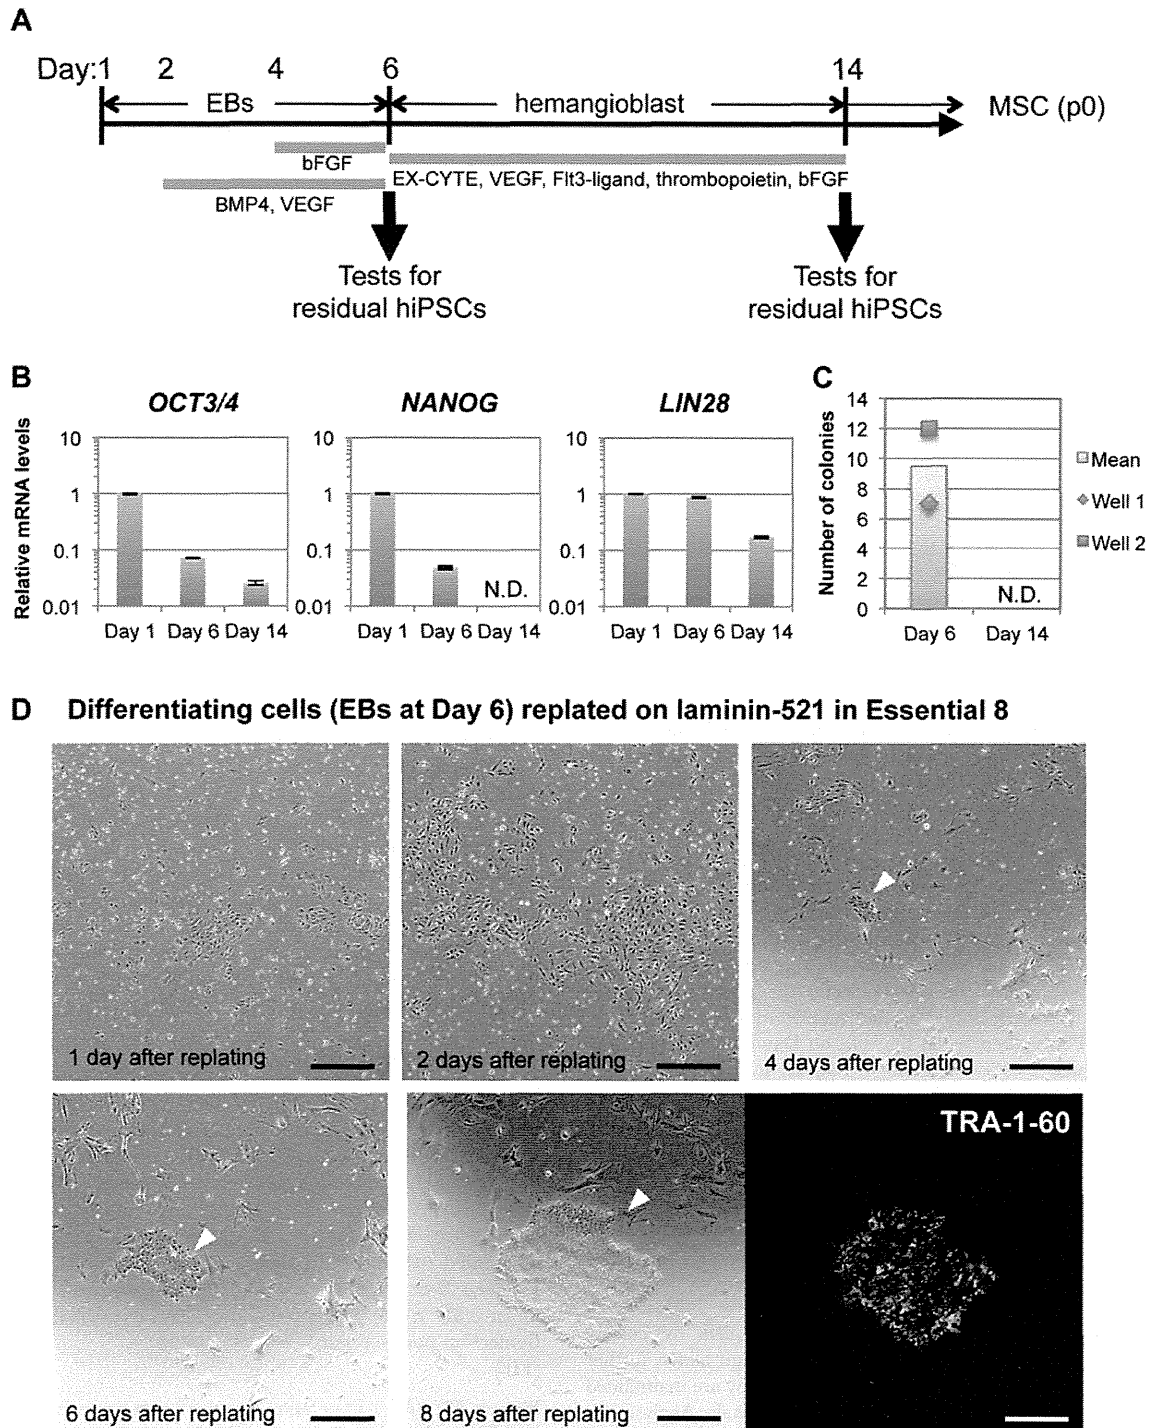 A
Day:1 2 4 6 14
EBs hemangioblast MSC (p0)
bFGF
EX-CYTE, VEGF, Flt3-ligand, thrombopoietin, bFGF
BMP4, VEGF
Tests for
residual hiPSCs
Tests for
residual hiPSCs
B
OCT3/4
Relative mRNA levels
10
1
0.1
0.01
Day 1 Day 6 Day 14
NANOG
10
1
0.1
0.01
N.D.
Day 1 Day 6 Day 14
LIN28
10
1
0.1
0.01
Day 1 Day 6 Day 14
C
Number of colonies
14
12
10
8
6
4
2
0
N.D.
Day 6 Day 14
Mean
Well 1
Well 2
D Differentiating cells (EBs at Day 6) replated on laminin-521 in Essential 8
1 day after replating
2 days after replating
4 days after replating
6 days after replating
8 days after replating
TRA-1-60